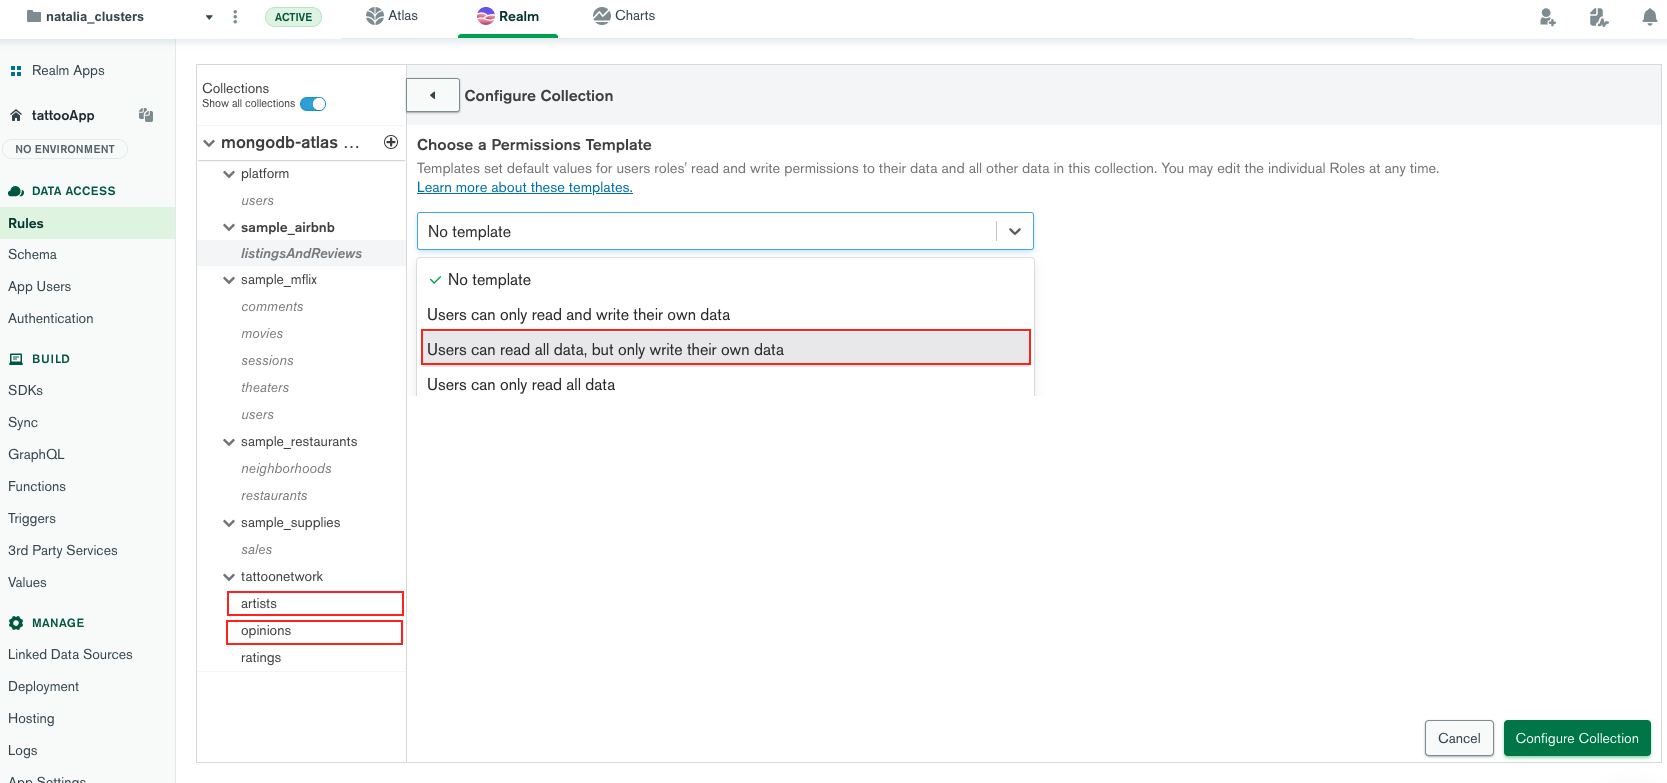 natalia_clusters
ACTIVE
Atlas
Realm
Charts
Realm Apps
tattooApp
NO ENVIRONMENT
DATA ACCESS
Rules
Schema
App Users
Authentication
BUILD
SDKs
Sync
GraphQL
Functions
Triggers
3rd Party Services
Values
MANAGE
Linked Data Sources
Deployment
Hosting
Logs
App Settings
Collections
Show all collections
mongodb-atlas ...
platform
users
sample_airbnb
listingsAndReviews
sample_mflix
comments
movies
sessions
theaters
users
sample_restaurants
neighborhoods
restaurants
sample_supplies
sales
tattoonetwork
artists
opinions
ratings
Configure Collection
Choose a Permissions Template
Templates set default values for users roles' read and write permissions to their data and all other data in this collection. You may edit the individual Roles at any time.
Learn more about these templates.
No template
No template
Users can only read and write their own data
Users can read all data, but only write their own data
Users can only read all data
Cancel
Configure Collection